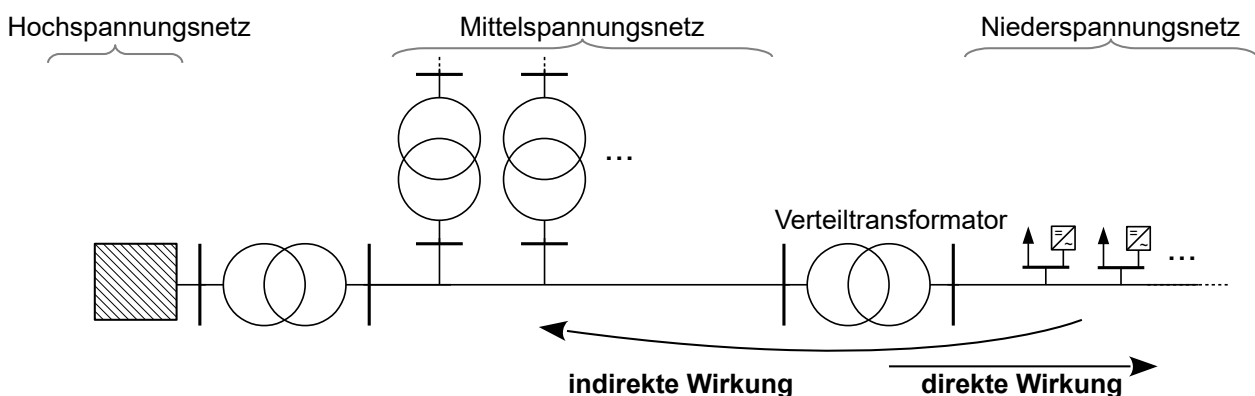 Hochspannungsnetz
Mittelspannungsnetz
Niederspannungsnetz
...
Verteiltransformator
= ~
= ~
...
indirekte Wirkung
direkte Wirkung